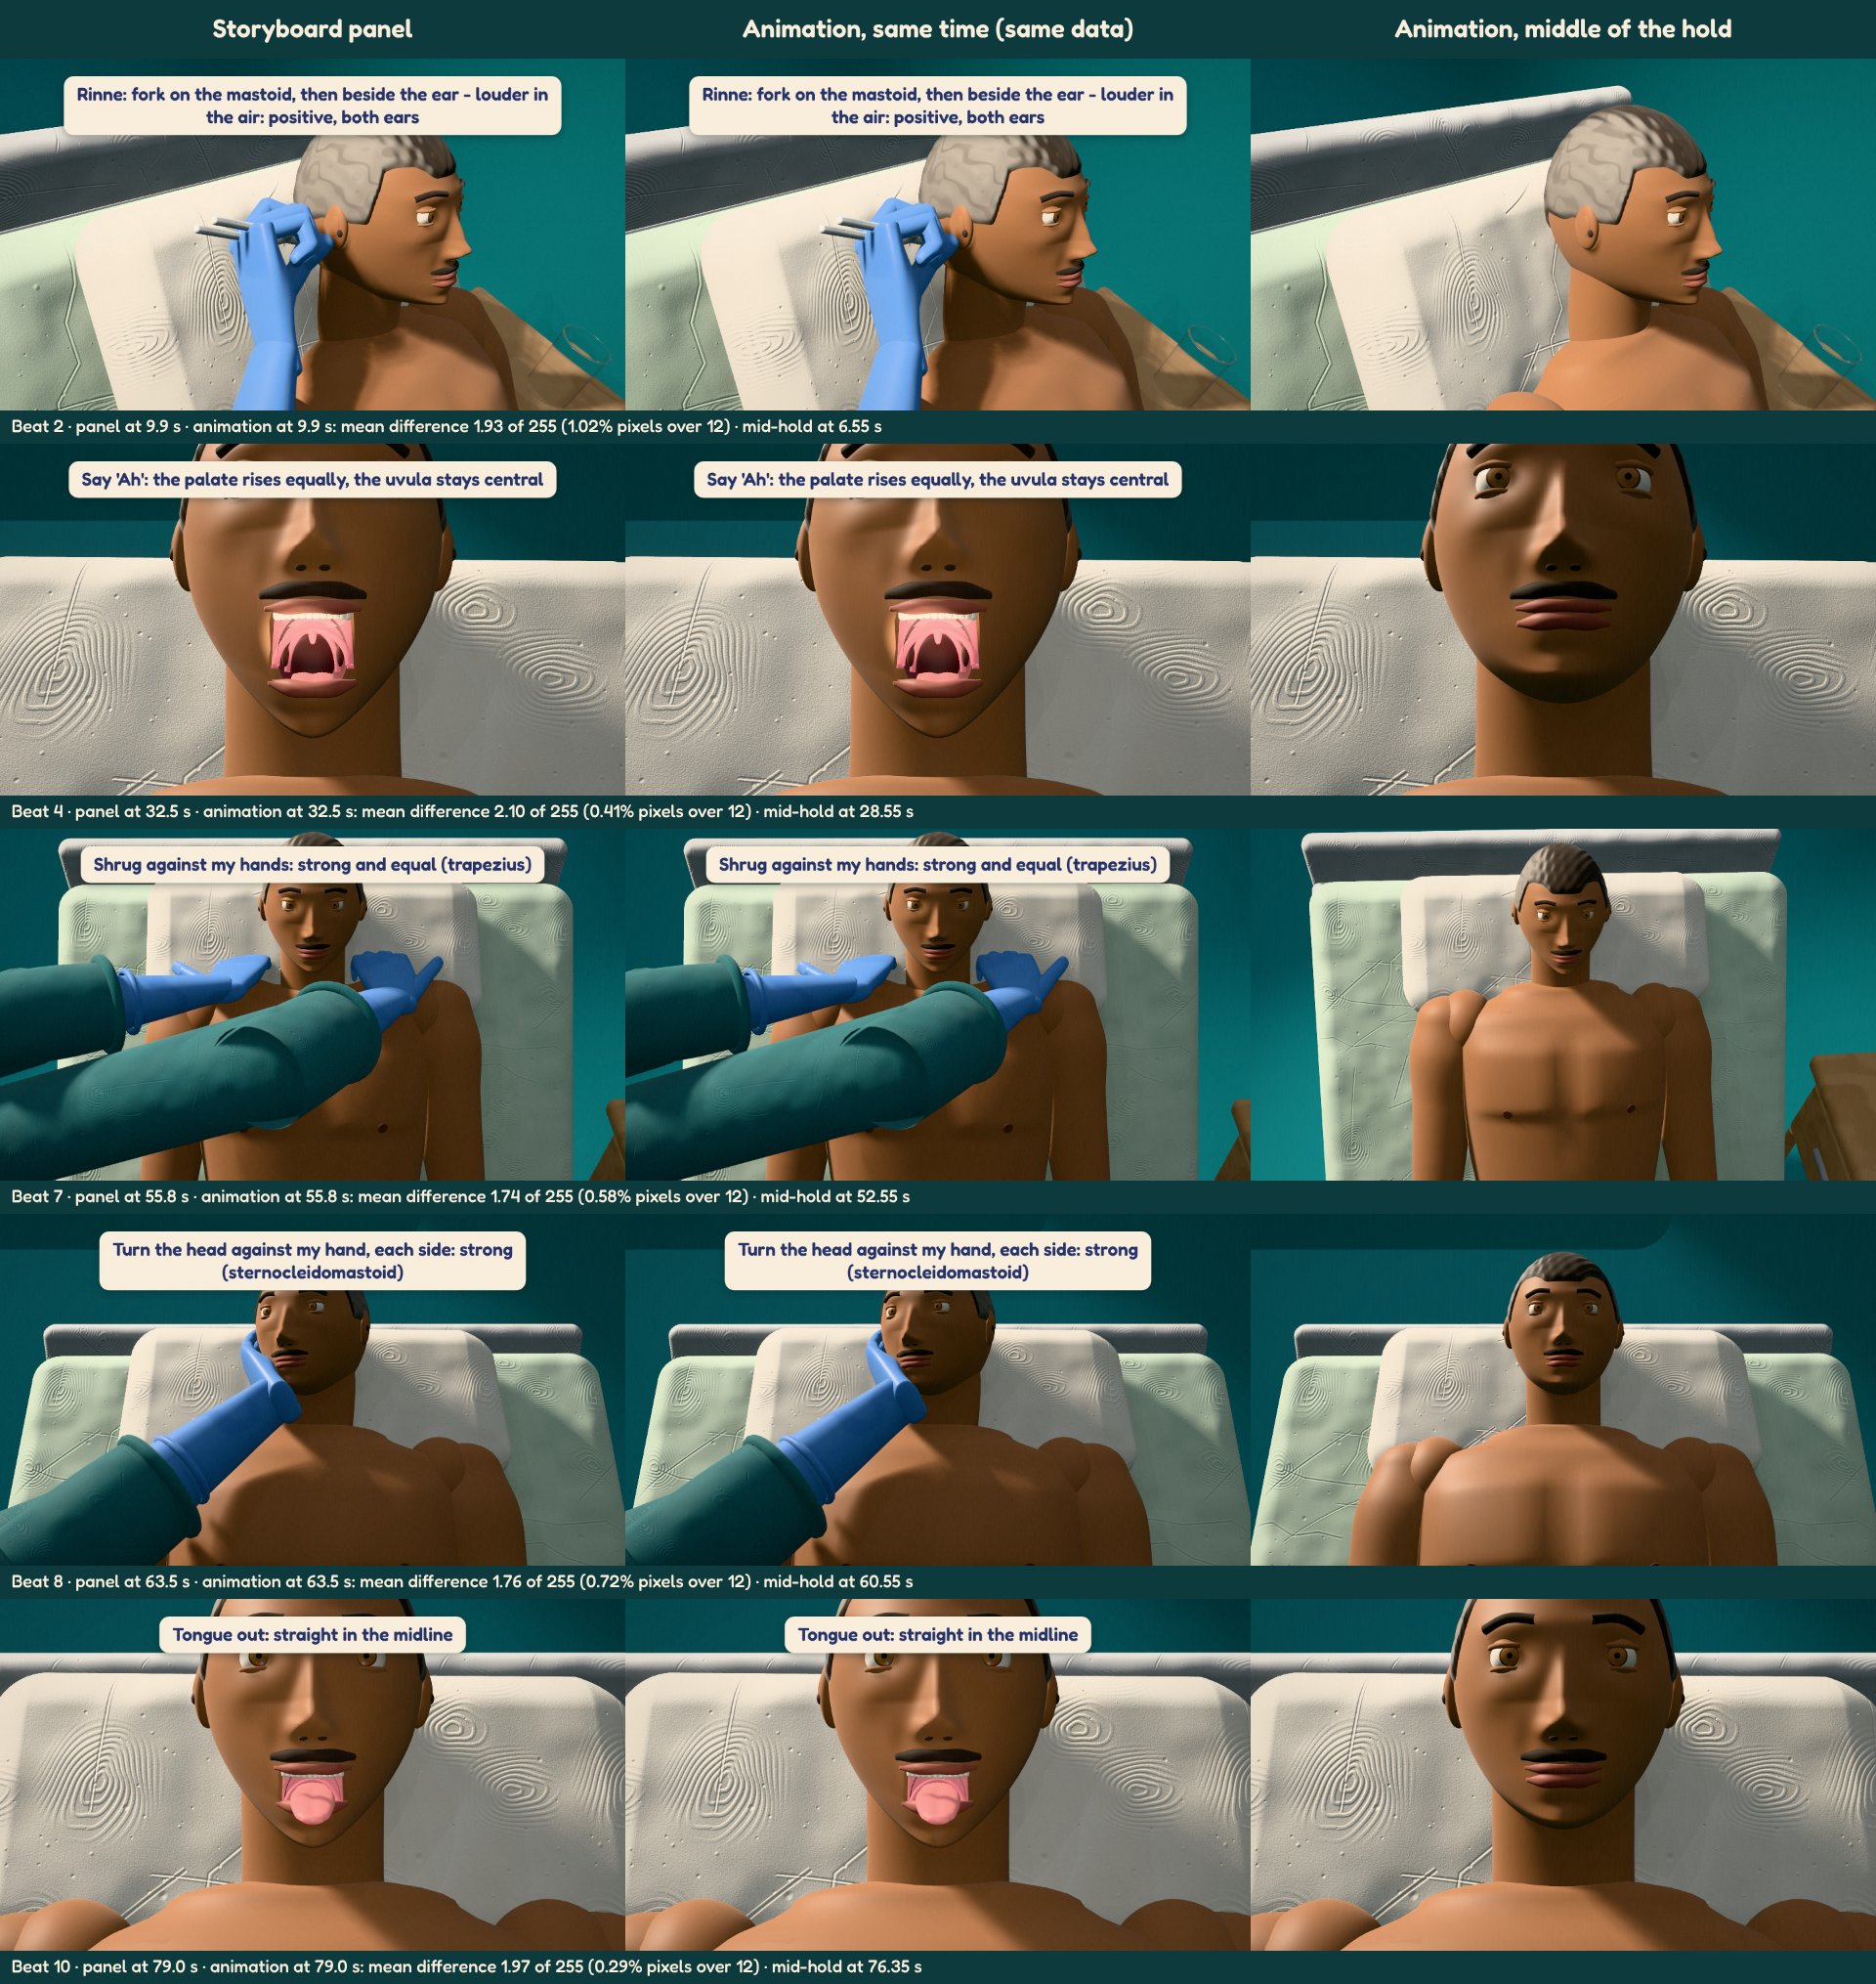 Storyboard panel
Animation, same time (same data)
Animation, middle of the hold
Rinne: fork on the mastoid, then beside the ear - louder in
the air: positive, both ears
Rinne: fork on the mastoid, then beside the ear - louder in
the air: positive, both ears
Beat 2 · panel at 9.9 s · animation at 9.9 s: mean difference 1.93 of 255 (1.02% pixels over 12) · mid-hold at 6.55 s
Say 'Ah': the palate rises equally, the uvula stays central
Say 'Ah': the palate rises equally, the uvula stays central
Beat 4 · panel at 32.5 s · animation at 32.5 s: mean difference 2.10 of 255 (0.41% pixels over 12) · mid-hold at 28.55 s
Shrug against my hands: strong and equal (trapezius)
Shrug against my hands: strong and equal (trapezius)
Beat 7 · panel at 55.8 s · animation at 55.8 s: mean difference 1.74 of 255 (0.58% pixels over 12) · mid-hold at 52.55 s
Turn the head against my hand, each side: strong
(sternocleidomastoid)
Turn the head against my hand, each side: strong
(sternocleidomastoid)
Beat 8 · panel at 63.5 s · animation at 63.5 s: mean difference 1.76 of 255 (0.72% pixels over 12) · mid-hold at 60.55 s
Tongue out: straight in the midline
Tongue out: straight in the midline
Beat 10 · panel at 79.0 s · animation at 79.0 s: mean difference 1.97 of 255 (0.29% pixels over 12) · mid-hold at 76.35 s